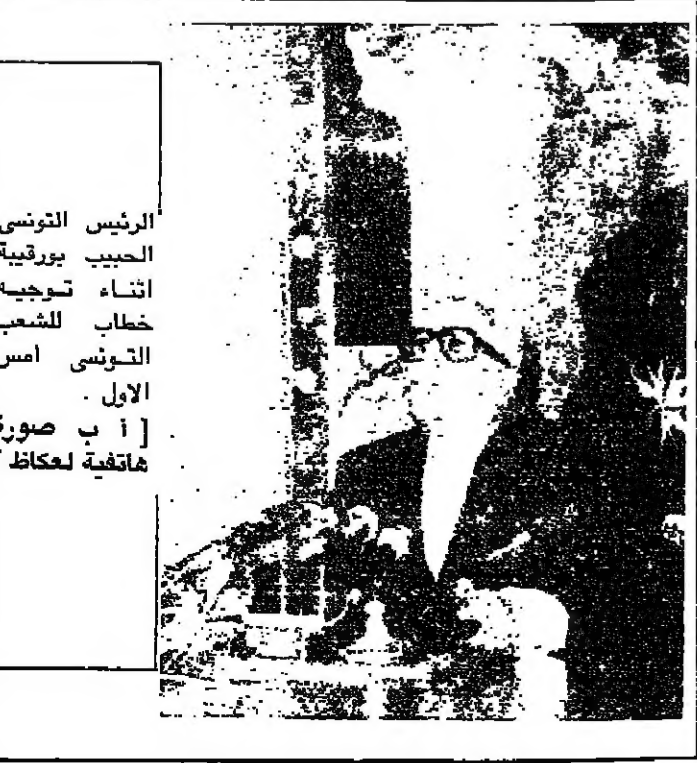 الرئيس التونسى
الحبيب بورقيبة
اثناء توجيه
خطاب للشعب
التونسى امس
الاول .
[ أ ب صورة
هاتفية لعكاظ ]